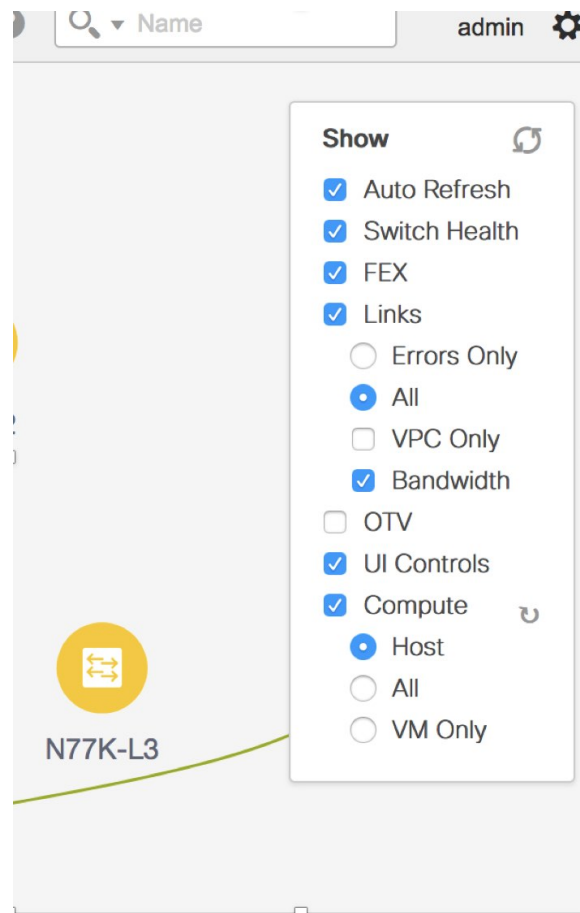 Name
admin
Show
Auto Refresh
Switch Health
FEX
Links
Errors Only
All
VPC Only
Bandwidth
OTV
UI Controls
Compute
Host
All
VM Only
N77K-L3